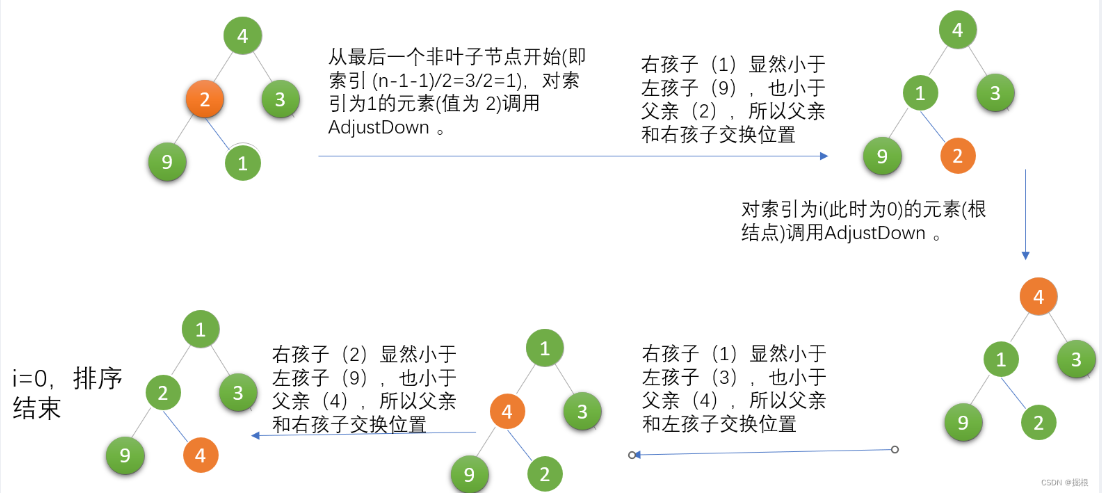 4
2
3
9
1
从最后一个非叶子节点开始(即
索引 (n-1-1)/2=3/2=1)，对索
引为1的元素(值为 2)调用
AdjustDown 。
右孩子（1）显然小于
左孩子（9），也小于
父亲（2），所以父亲
和右孩子交换位置
4
1
3
9
2
对索引为i(此时为0)的元素(根
结点)调用AdjustDown 。
4
1
3
9
2
右孩子（1）显然小于
左孩子（3），也小于
父亲（4），所以父亲
和左孩子交换位置
1
4
3
9
2
右孩子（2）显然小于
左孩子（9），也小于
父亲（4），所以父亲
和右孩子交换位置
1
2
3
9
4
i=0，排序
结束
CSDN @掘根